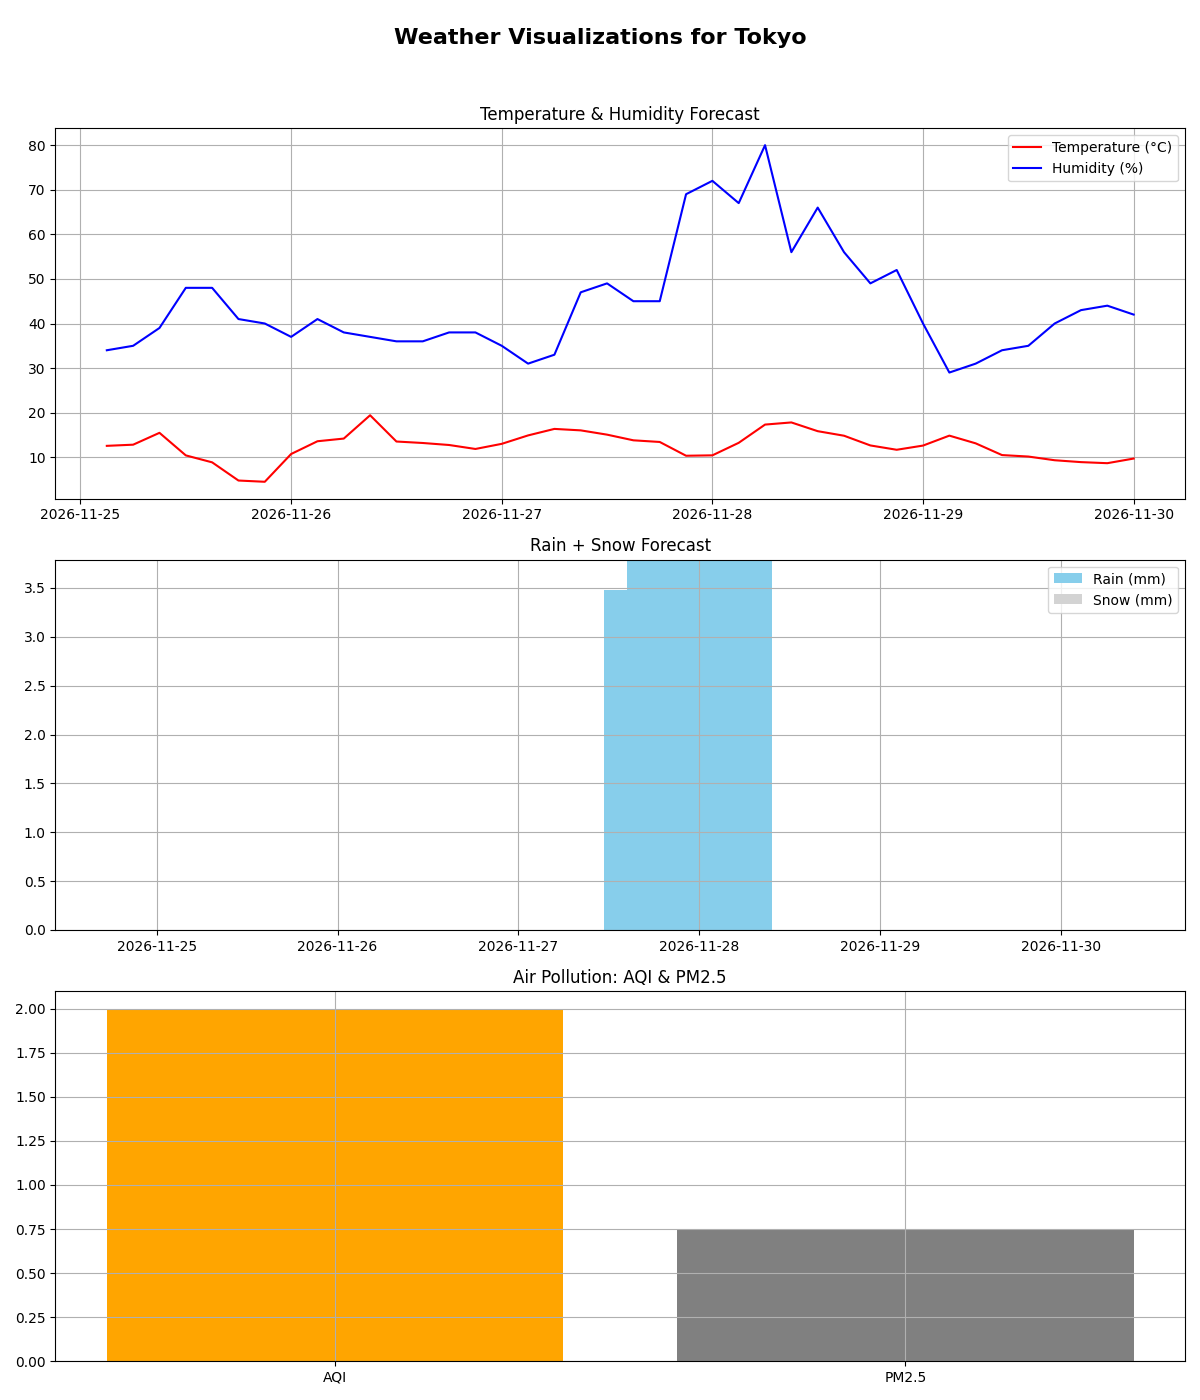 Weather Visualizations for Tokyo
Temperature & Humidity Forecast
80
70
60
50
40
30
20
10
Temperature (°C)
Humidity (%)
2026-11-25 2026-11-26 2026-11-27 2026-11-28 2026-11-29 2026-11-30
Rain + Snow Forecast
3.5
3.0
2.5
2.0
1.5
1.0
0.5
0.0
Rain (mm)
Snow (mm)
2026-11-25 2026-11-26 2026-11-27 2026-11-28 2026-11-29 2026-11-30
Air Pollution: AQI & PM2.5
2.00
1.75
1.50
1.25
1.00
0.75
0.50
0.25
0.00
AQI PM2.5